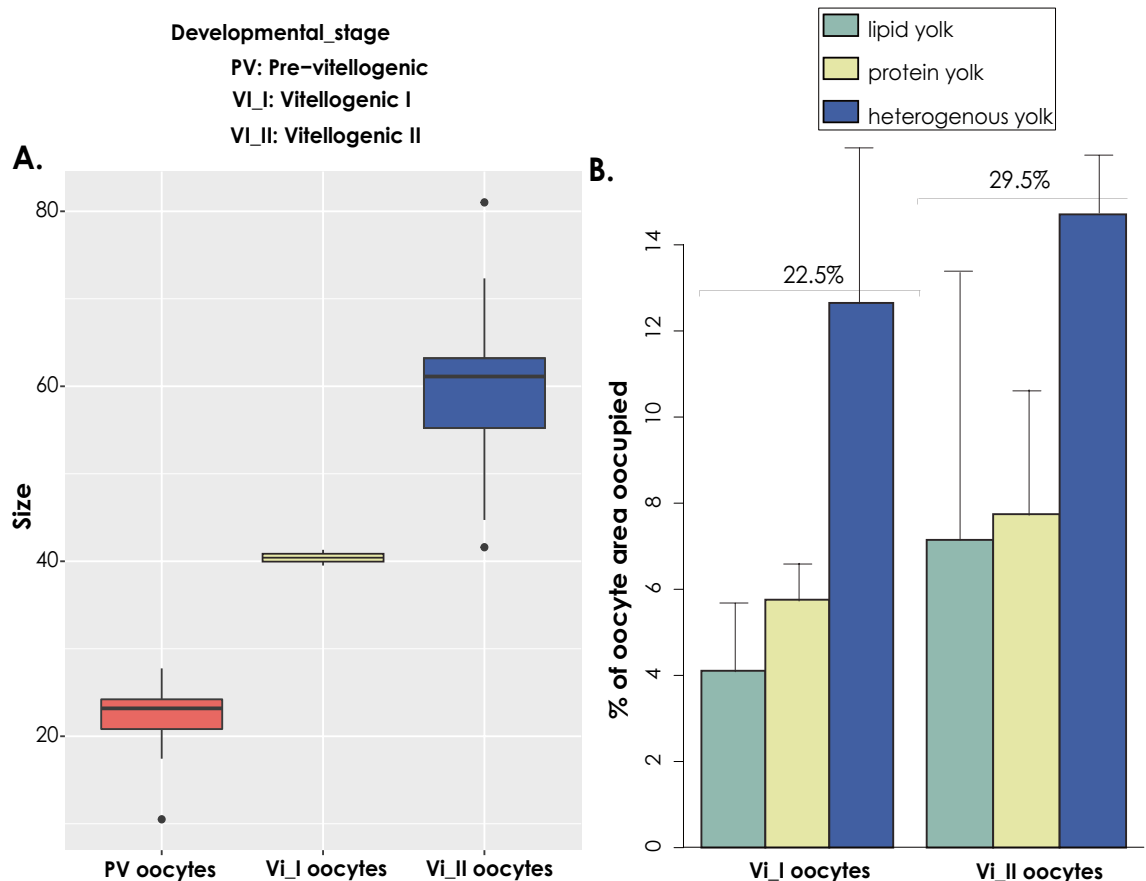 Developmental_stage
PV: Pre-vitellogenic
VI_I: Vitellogenic I
VI_II: Vitellogenic II
A.
Size
80
60
40
20
PV oocytes
Vi_I oocytes
Vi_II oocytes
lipid yolk
protein yolk
heterogenous yolk
B.
% of oocyte area oocupied
14
12
10
8
6
4
2
0
22.5%
29.5%
Vi_I oocytes
Vi_II oocytes